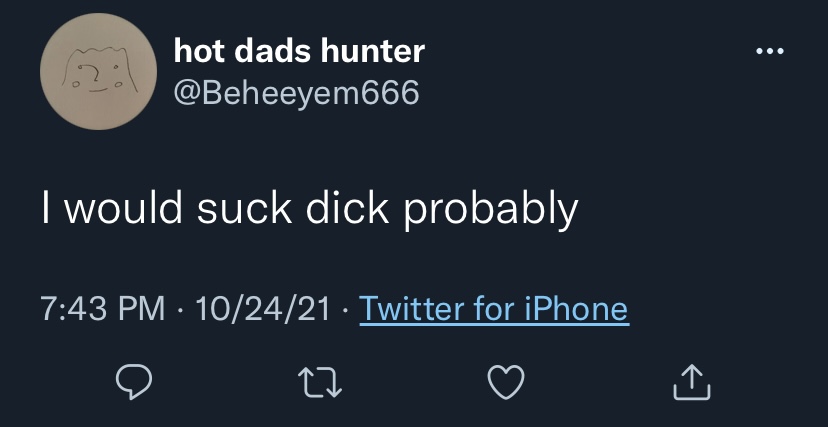 hot dads hunter
@Beheeyem666
I would suck dick probably
7:43 PM · 10/24/21 · Twitter for iPhone